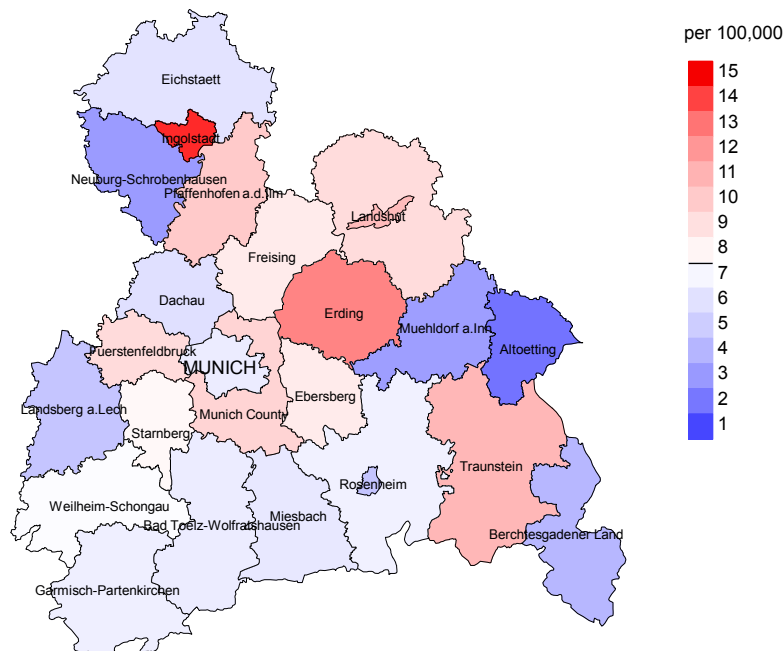 per 100,000
15
14
13
12
11
10
9
8
7
6
5
4
3
2
1
Eichstaett
Ingolstadt
Neuburg-Schrobenhausen
Pfaffenhofen a.d.Ilm
Landshut
Freising
Dachau
Erding
Muehldorf a.Inn
Altoetting
Fuerstenfeldbruck
MUNICH
Ebersberg
Landsberg a.Lech
Munich County
Starnberg
Traunstein
Rosenheim
Weilheim-Schongau
Miesbach
Bad Toelz-Wolfratshausen
Berchtesgadener Land
Garmisch-Partenkirchen